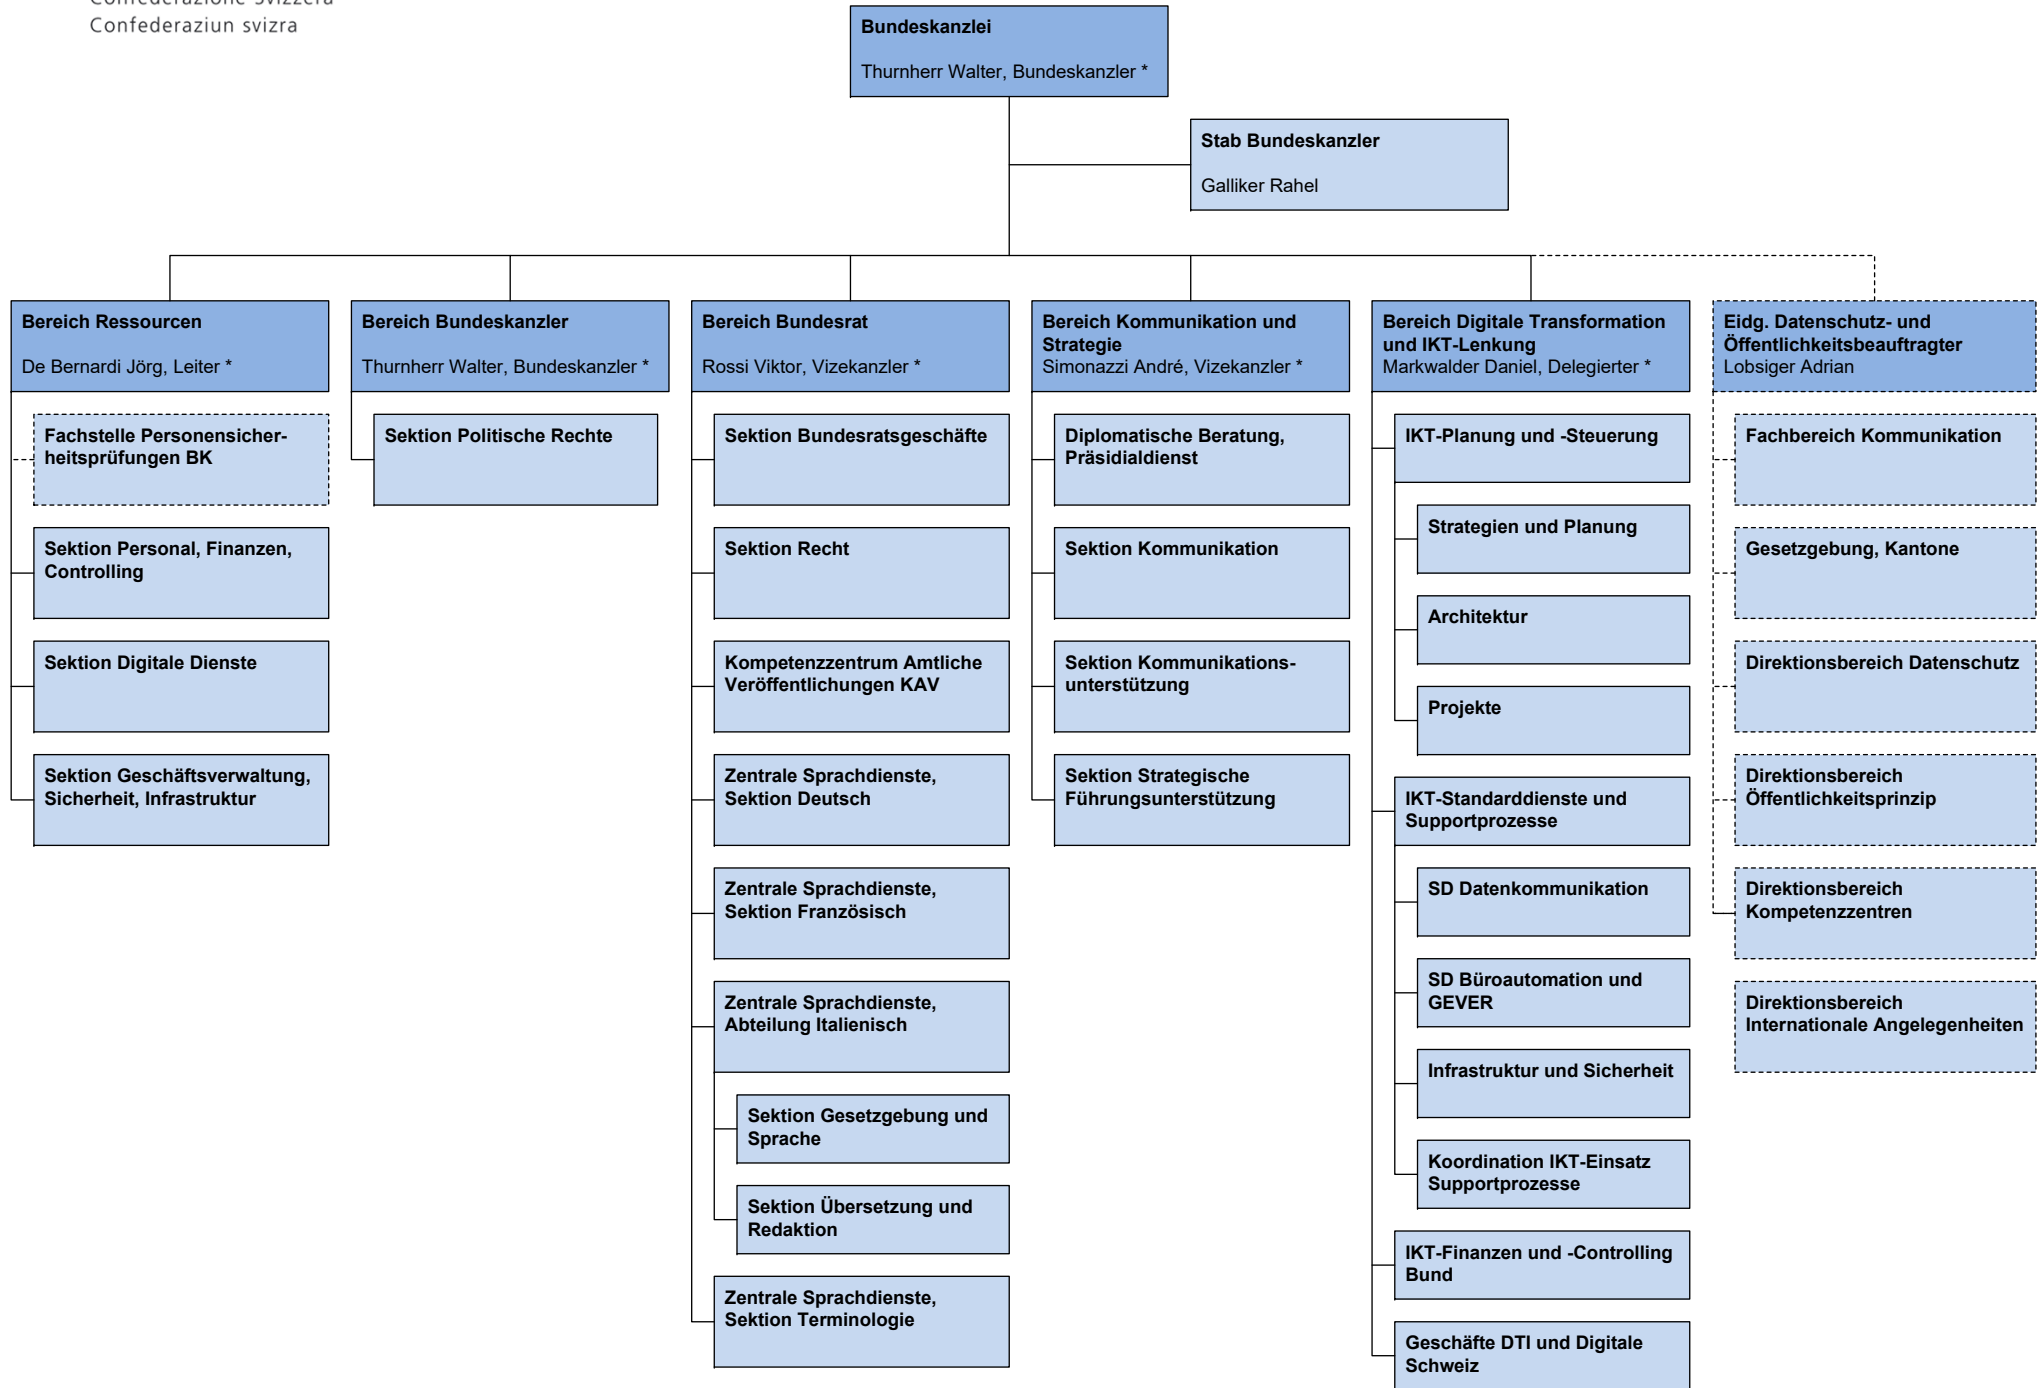 Confederazione Svizzera
Confederaziun svizra
Bundeskanzlei
Thurnherr Walter, Bundeskanzler *
Stab Bundeskanzler
Galliker Rahel
Bereich Ressourcen
De Bernardi Jörg, Leiter *
Fachstelle Personensicher-
heitsprüfungen BK
Sektion Personal, Finanzen,
Controlling
Sektion Digitale Dienste
Sektion Geschäftsverwaltung,
Sicherheit, Infrastruktur
Bereich Bundeskanzler
Thurnherr Walter, Bundeskanzler *
Sektion Politische Rechte
Bereich Bundesrat
Rossi Viktor, Vizekanzler *
Sektion Bundesratsgeschäfte
Sektion Recht
Kompetenzzentrum Amtliche
Veröffentlichungen KAV
Zentrale Sprachdienste,
Sektion Deutsch
Zentrale Sprachdienste,
Sektion Französisch
Zentrale Sprachdienste,
Abteilung Italienisch
Sektion Gesetzgebung und
Sprache
Sektion Übersetzung und
Redaktion
Zentrale Sprachdienste,
Sektion Terminologie
Bereich Kommunikation und
Strategie
Simonazzi André, Vizekanzler *
Diplomatische Beratung,
Präsidialdienst
Sektion Kommunikation
Sektion Kommunikations-
unterstützung
Sektion Strategische
Führungsunterstützung
Bereich Digitale Transformation
und IKT-Lenkung
Markwalder Daniel, Delegierter *
IKT-Planung und -Steuerung
Strategien und Planung
Architektur
Projekte
IKT-Standarddienste und
Supportprozesse
SD Datenkommunikation
SD Büroautomation und
GEVER
Infrastruktur und Sicherheit
Koordination IKT-Einsatz
Supportprozesse
IKT-Finanzen und -Controlling
Bund
Geschäfte DTI und Digitale
Schweiz
Eidg. Datenschutz- und
Öffentlichkeitsbeauftragter
Lobsiger Adrian
Fachbereich Kommunikation
Gesetzgebung, Kantone
Direktionsbereich Datenschutz
Direktionsbereich
Öffentlichkeitsprinzip
Direktionsbereich
Kompetenzzentren
Direktionsbereich
Internationale Angelegenheiten